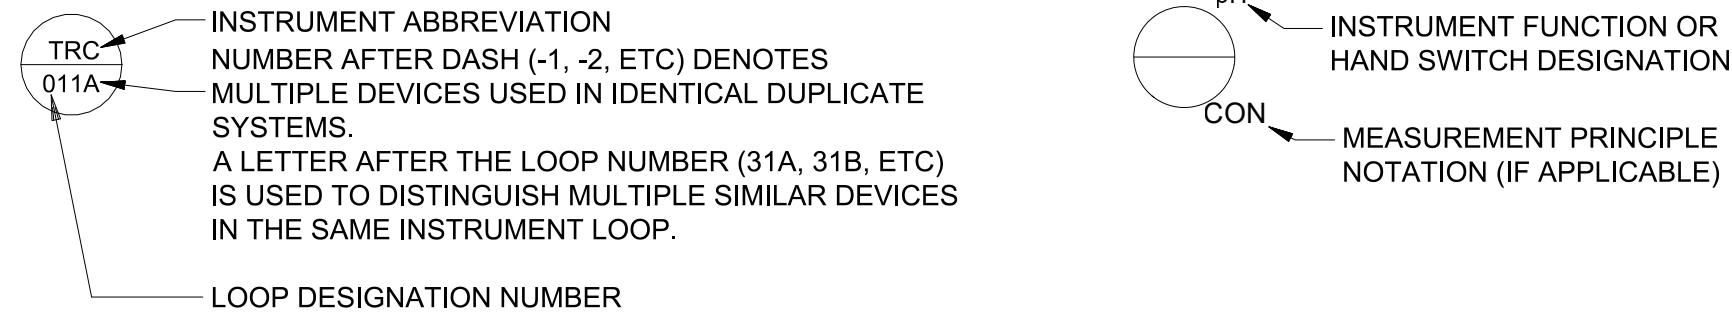 TRC
011A
INSTRUMENT ABBREVIATION
NUMBER AFTER DASH (-1, -2, ETC) DENOTES
MULTIPLE DEVICES USED IN IDENTICAL DUPLICATE
SYSTEMS.
A LETTER AFTER THE LOOP NUMBER (31A, 31B, ETC)
IS USED TO DISTINGUISH MULTIPLE SIMILAR DEVICES
IN THE SAME INSTRUMENT LOOP.
LOOP DESIGNATION NUMBER
pH
INSTRUMENT FUNCTION OR
HAND SWITCH DESIGNATION
CON
MEASUREMENT PRINCIPLE
NOTATION (IF APPLICABLE)